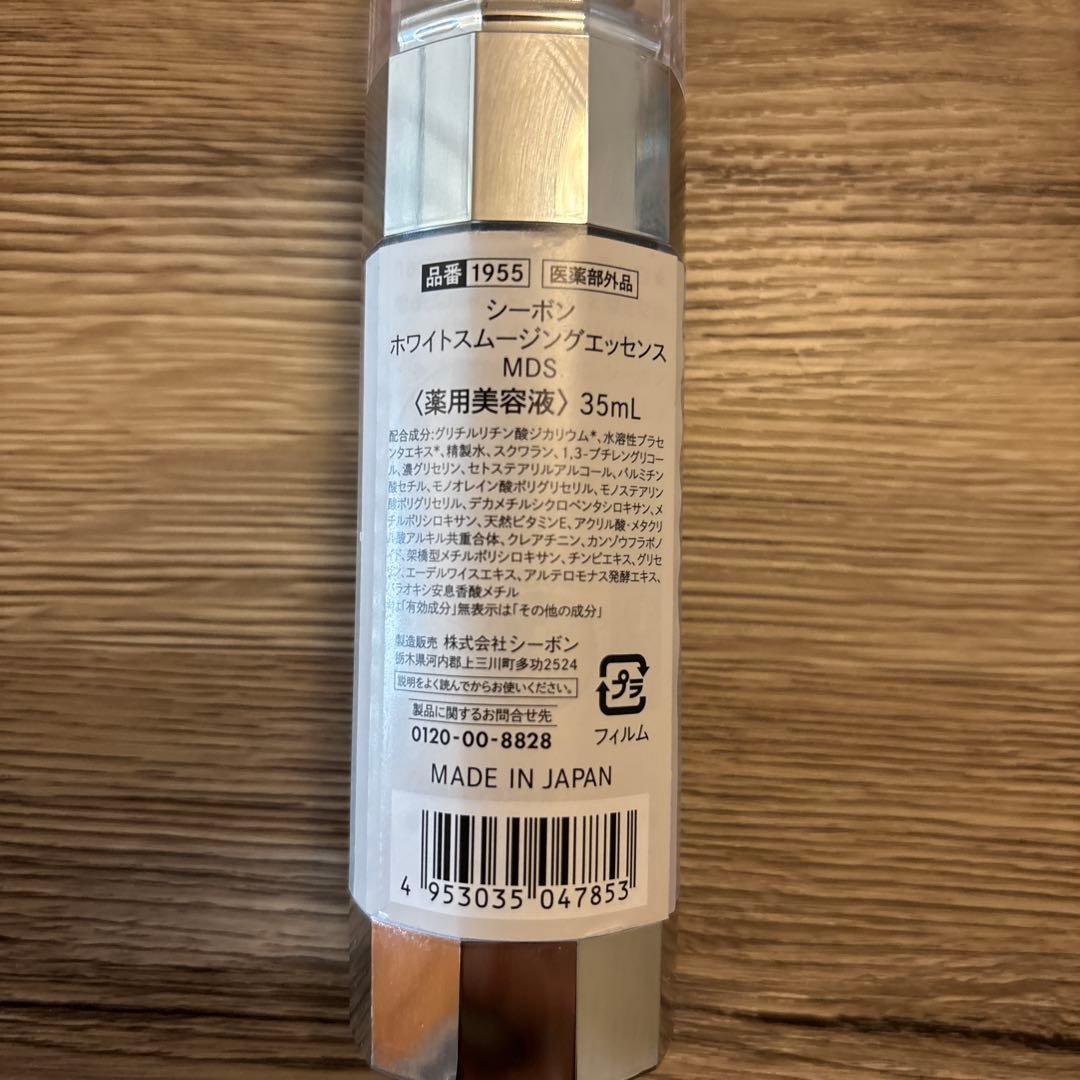 品番 1955 医薬部外品
シーボン
ホワイトスムージングエッセンス
MDS
〈薬用美容液〉35mL
配合成分:グリチルリチン酸ジカリウム*、水溶性プラセ
ンタエキス*、精製水、スクワラン、1,3-ブチレングリコー
ル、濃グリセリン、セトステアリルアルコール、パルミチン
酸セチル、モノオレイン酸ポリグリセリル、モノステアリン
酸ポリグリセリル、デカメチルシクロペンタシロキサン、メ
チルポリシロキサン、天然ビタミンE、アクリル酸・メタクリ
ル酸アルキル共重合体、クレアチニン、カンゾウフラボノ
イド、架橋型メチルポリシロキサン、チンピエキス、グリセ
リン、エーデルワイスエキス、アルテロモナス発酵エキス、
パラオキシ安息香酸メチル
は「有効成分」無表示は「その他の成分」
製造販売 株式会社シーボン
栃木県河内郡上三川町多功2524
説明をよく読んでからお使いください。
プラ
フィルム
製品に関するお問合せ先
0120-00-8828
MADE IN JAPAN
4 953035 047853